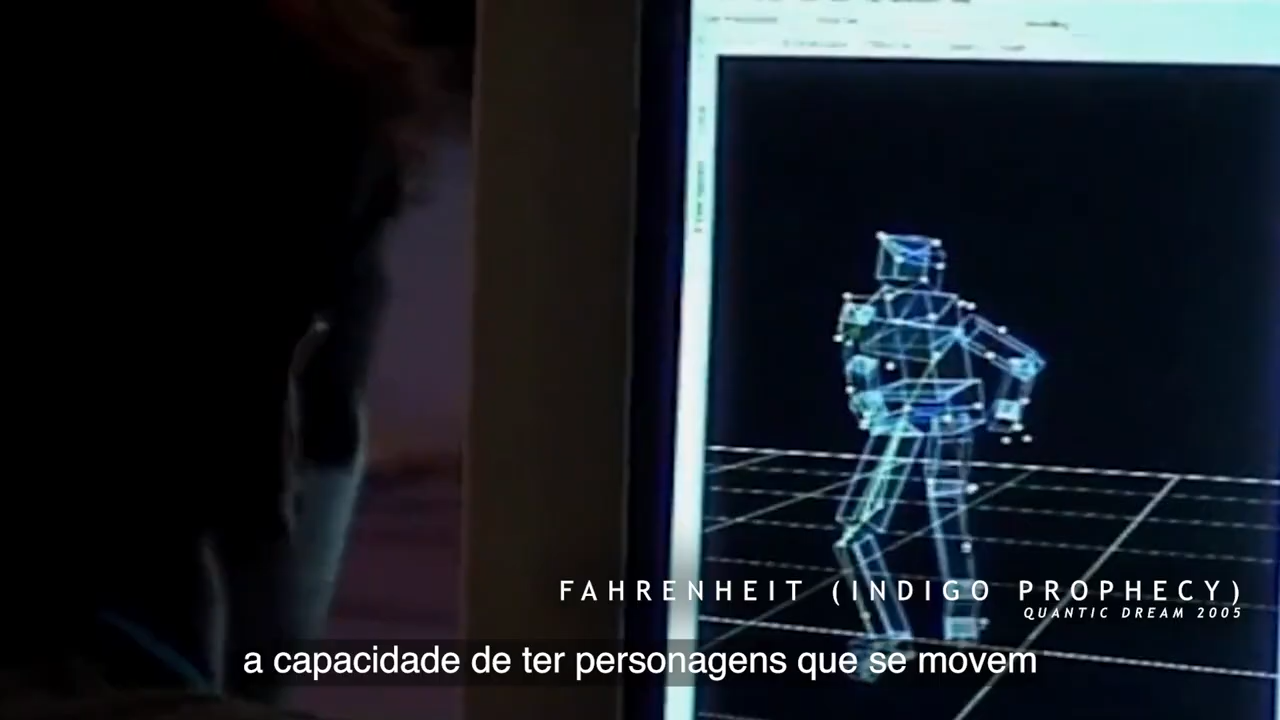 FAHRENHEIT (INDIGO PROPHECY)
QUANTIC DREAM 2005
a capacidade de ter personagens que se movem